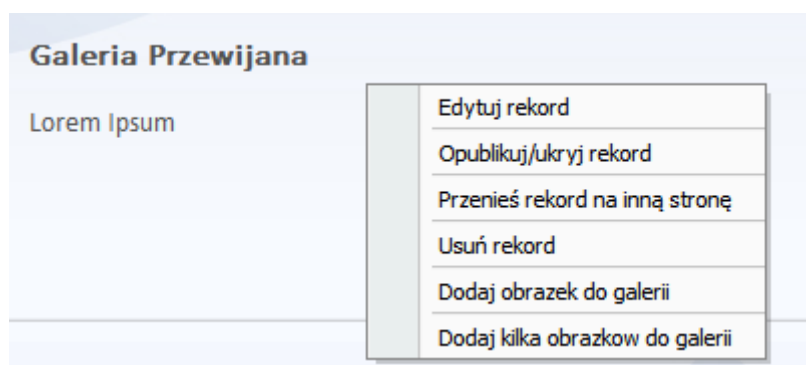 Galeria Przewijana
Lorem Ipsum
Edytuj rekord
Opublikuj/ukryj rekord
Przenieś rekord na inną stronę
Usuń rekord
Dodaj obrazek do galerii
Dodaj kilka obrazkow do galerii